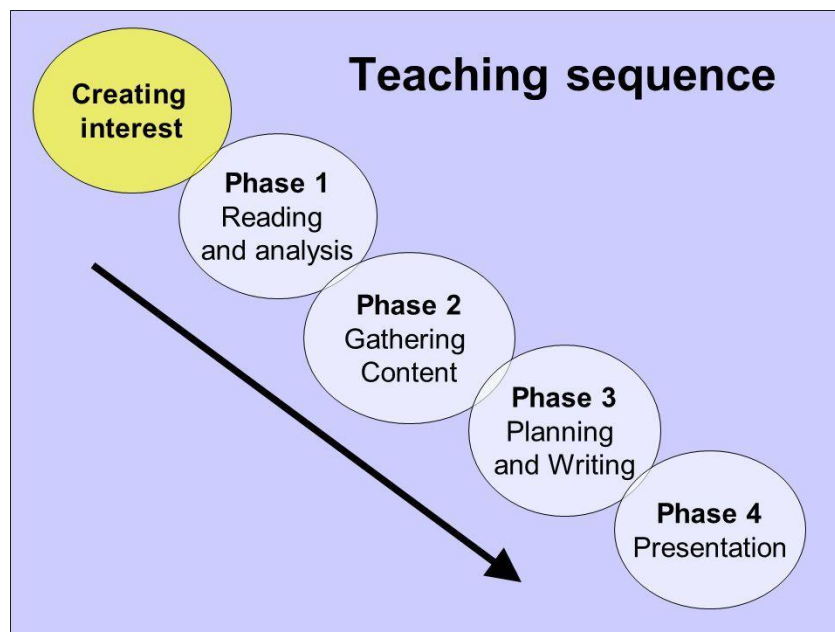 Teaching sequence
Creating
interest
Phase 1
Reading
and analysis
Phase 2
Gathering
Content
Phase 3
Planning
and Writing
Phase 4
Presentation